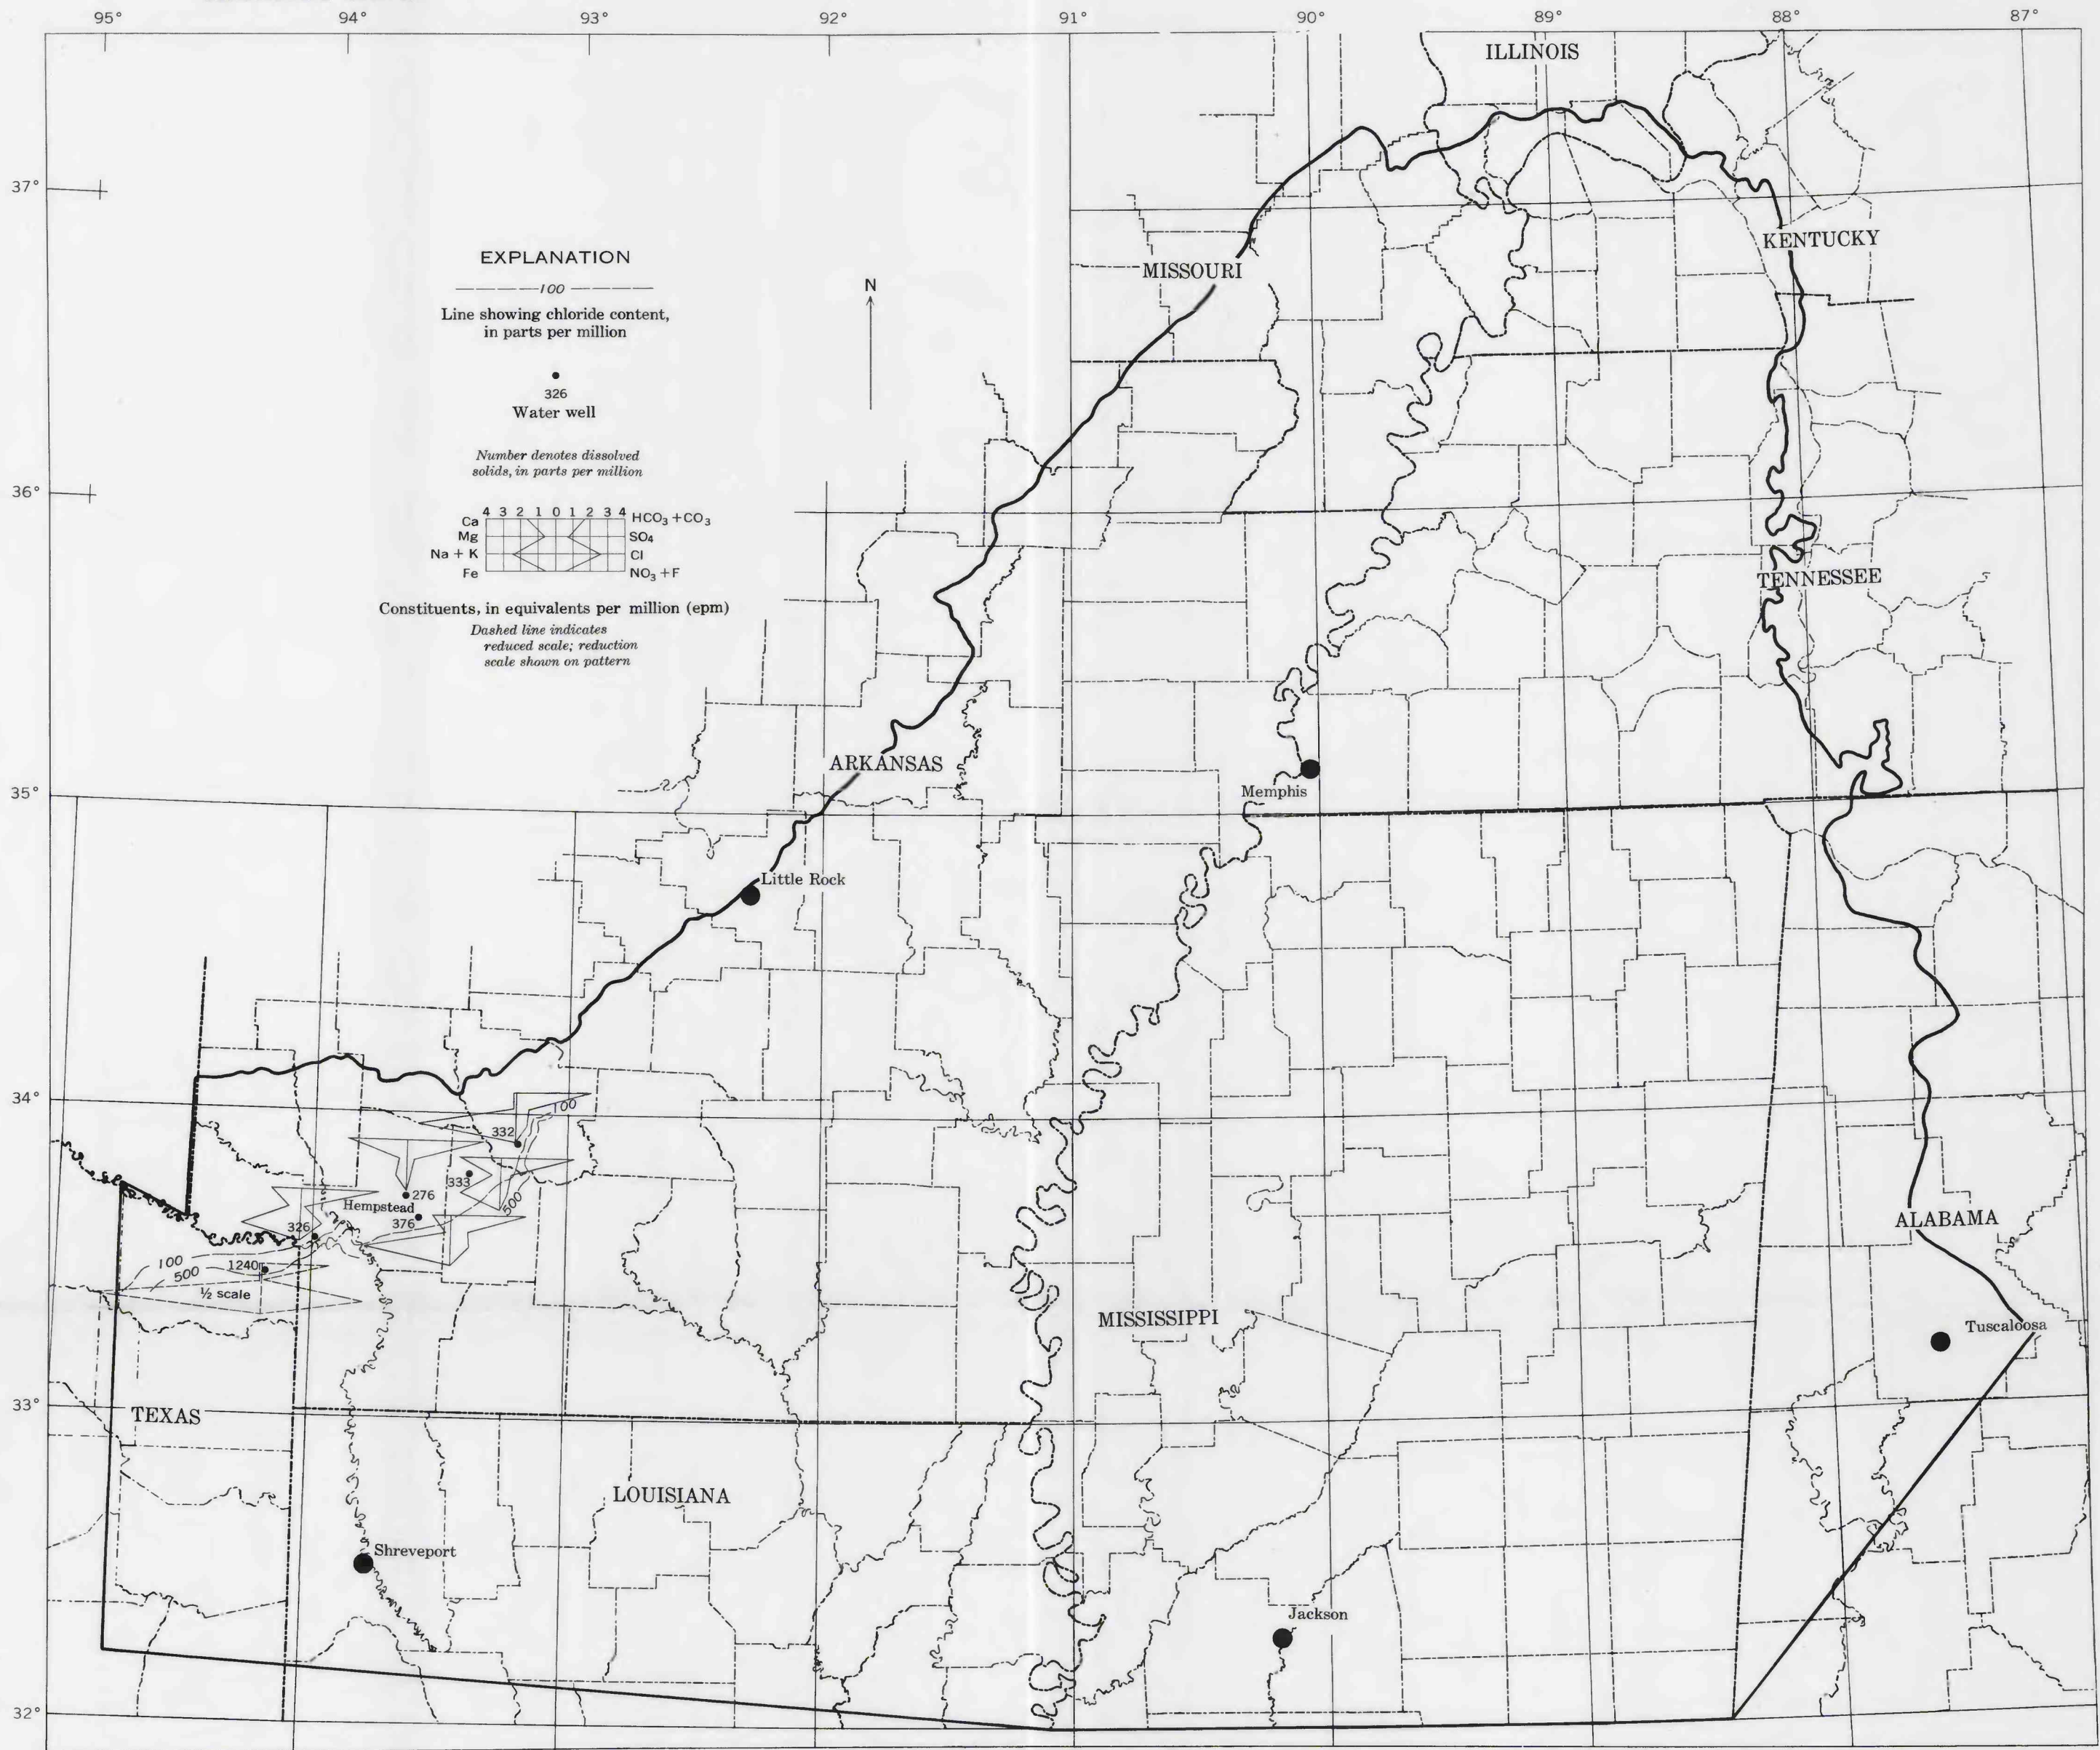 95° 94° 93° 92° 91° 90° 89° 88° 87°
ILLINOIS
37°
KENTUCKY
MISSOURI
EXPLANATION
100
Line showing chloride content,
in parts per million
N
326
Water well
Number denotes dissolved
solids, in parts per million
36°
4 3 2 1 0 1 2 3 4
Ca HCO₃ + CO₃
Mg SO₄
Na + K Cl
Fe NO₃ + F
Constituents, in equivalents per million (epm)
Dashed line indicates
reduced scale; reduction
scale shown on pattern
TENNESSEE
ARKANSAS
35°
Memphis
Little Rock
34°
100
332
333
276
Hempstead
376
500
326
100
500
1240
½ scale
ALABAMA
MISSISSIPPI
Tuscaloosa
33°
TEXAS
LOUISIANA
Shreveport
Jackson
32°